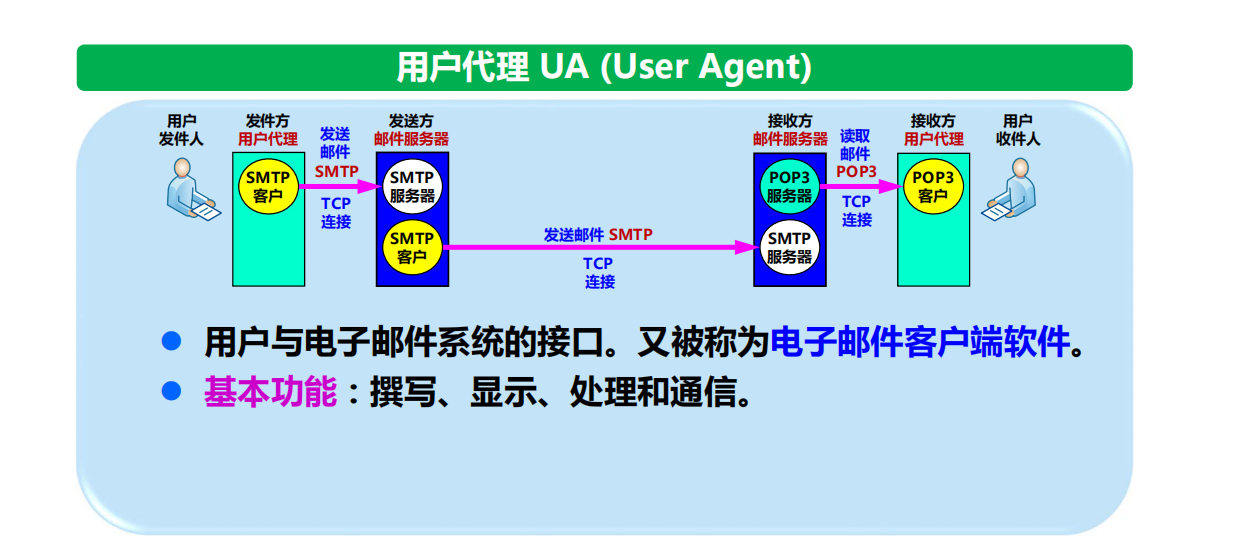 用户代理 UA (User Agent)
用户
发件人
发件方
用户代理
发送
邮件
SMTP
TCP
连接
发送方
邮件服务器
接收方
邮件服务器
读取
邮件
POP3
TCP
连接
接收方
用户代理
用户
收件人
SMTP
客户
SMTP
服务器
SMTP
客户
发送邮件 SMTP
TCP
连接
POP3
服务器
SMTP
服务器
POP3
客户
用户与电子邮件系统的接口。又被称为电子邮件客户端软件。
基本功能：撰写、显示、处理和通信。